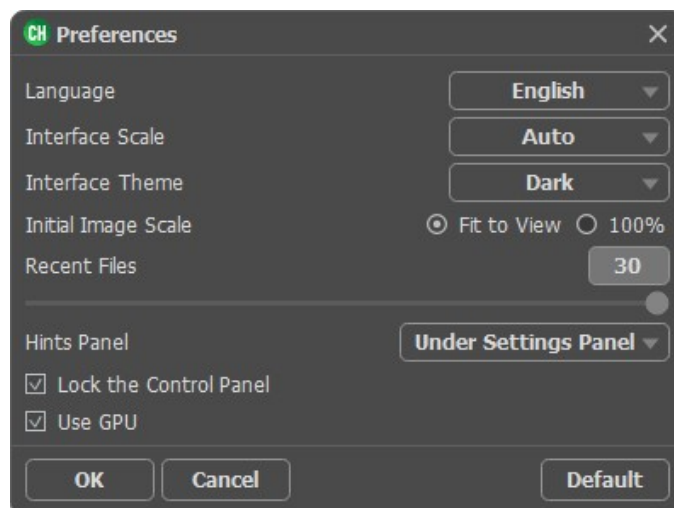 CH Preferences
Language English
Interface Scale Auto
Interface Theme Dark
Initial Image Scale Fit to View 100%
Recent Files 30
Hints Panel Under Settings Panel
Lock the Control Panel
Use GPU
OK Cancel Default